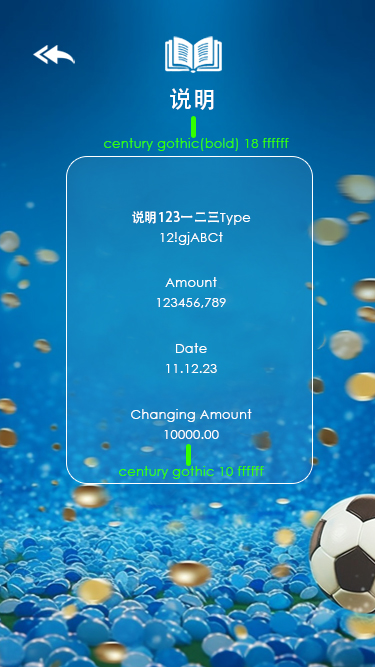 说明
century gothic(bold) 18 ffffff
说明123一二三Type
12!gjABCt
Amount
123456,789
Date
11.12.23
Changing Amount
10000.00
century gothic 10 ffffff